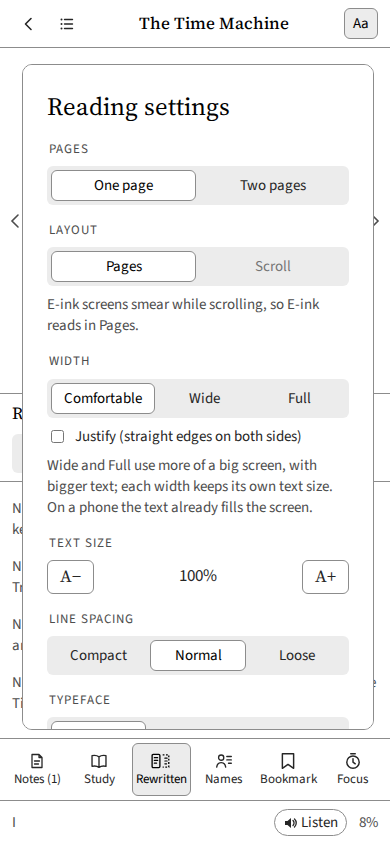 The Time Machine
Aa
Reading settings
PAGES
One page Two pages
LAYOUT
Pages Scroll
E-ink screens smear while scrolling, so E-ink
reads in Pages.
WIDTH
Comfortable Wide Full
Justify (straight edges on both sides)
Wide and Full use more of a big screen, with
bigger text; each width keeps its own text size.
On a phone the text already fills the screen.
TEXT SIZE
A− 100% A+
LINE SPACING
Compact Normal Loose
TYPEFACE
Notes (1) Study Rewritten Names Bookmark Focus
I Listen 8%